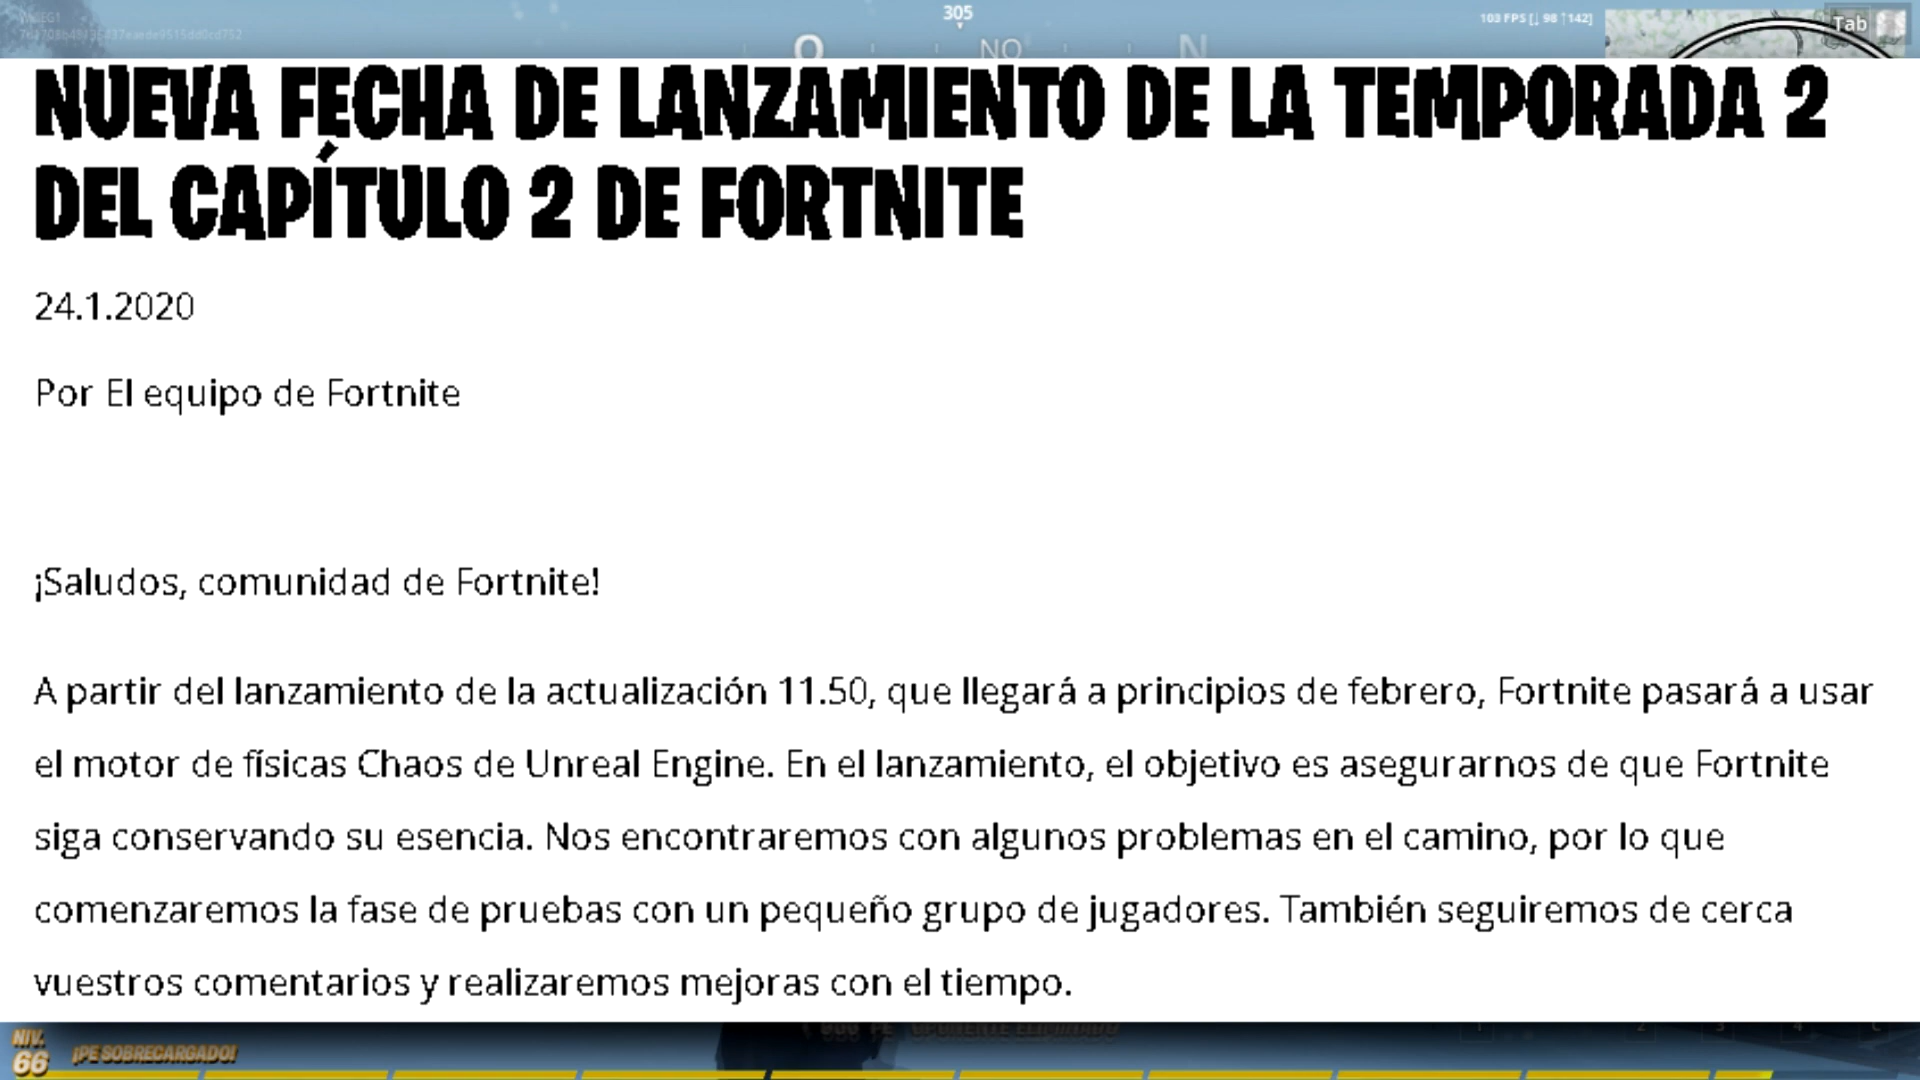 305
103 FPS [↓ 98 ↑142]
Tab
O NO N
NUEVA FECHA DE LANZAMIENTO DE LA TEMPORADA 2
DEL CAPÍTULO 2 DE FORTNITE
24.1.2020
Por El equipo de Fortnite
¡Saludos, comunidad de Fortnite!
A partir del lanzamiento de la actualización 11.50, que llegará a principios de febrero, Fortnite pasará a usar
el motor de físicas Chaos de Unreal Engine. En el lanzamiento, el objetivo es asegurarnos de que Fortnite
siga conservando su esencia. Nos encontraremos con algunos problemas en el camino, por lo que
comenzaremos la fase de pruebas con un pequeño grupo de jugadores. También seguiremos de cerca
vuestros comentarios y realizaremos mejoras con el tiempo.
NIV.
66 ¡PE SOBRECARGADO!